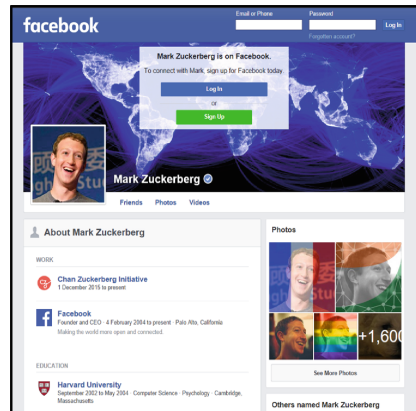 facebook
Email or Phone
Password
Log In
Forgotten account?
Mark Zuckerberg is on Facebook.
To connect with Mark, sign up for Facebook today.
Log In
or
Sign Up
Mark Zuckerberg
Friends Photos Videos
About Mark Zuckerberg
WORK
Chan Zuckerberg Initiative
1 December 2015 to present
Facebook
Founder and CEO · 4 February 2004 to present · Palo Alto, California
Making the world more open and connected.
EDUCATION
Harvard University
September 2002 to May 2004 · Computer Science · Psychology · Cambridge,
Massachusetts
Photos
+1,600
See More Photos
Others named Mark Zuckerberg